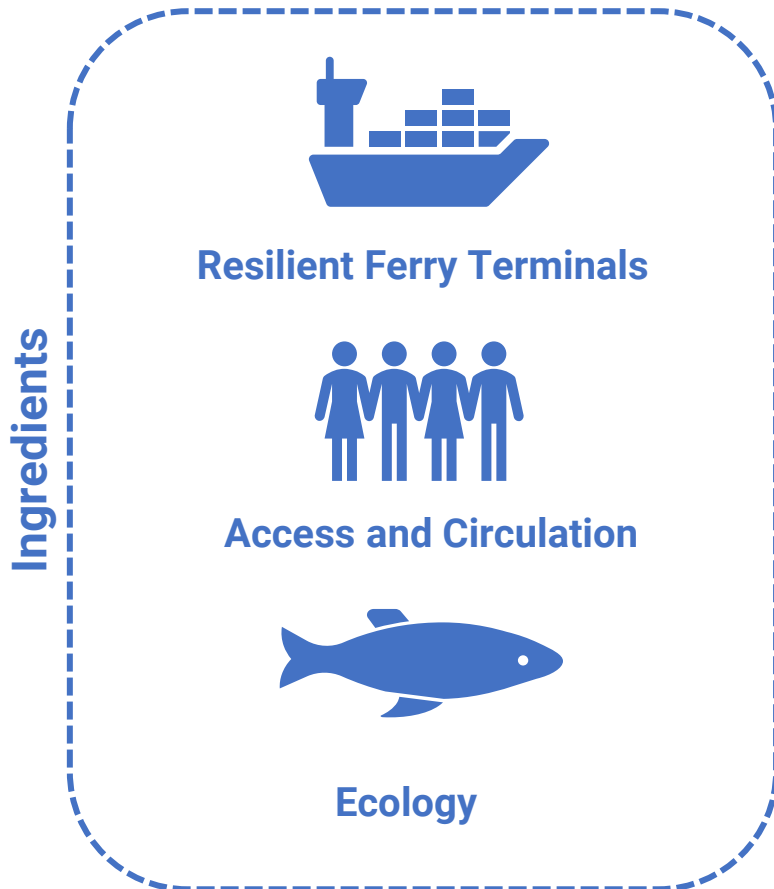 Ingredients
Resilient Ferry Terminals
Access and Circulation
Ecology